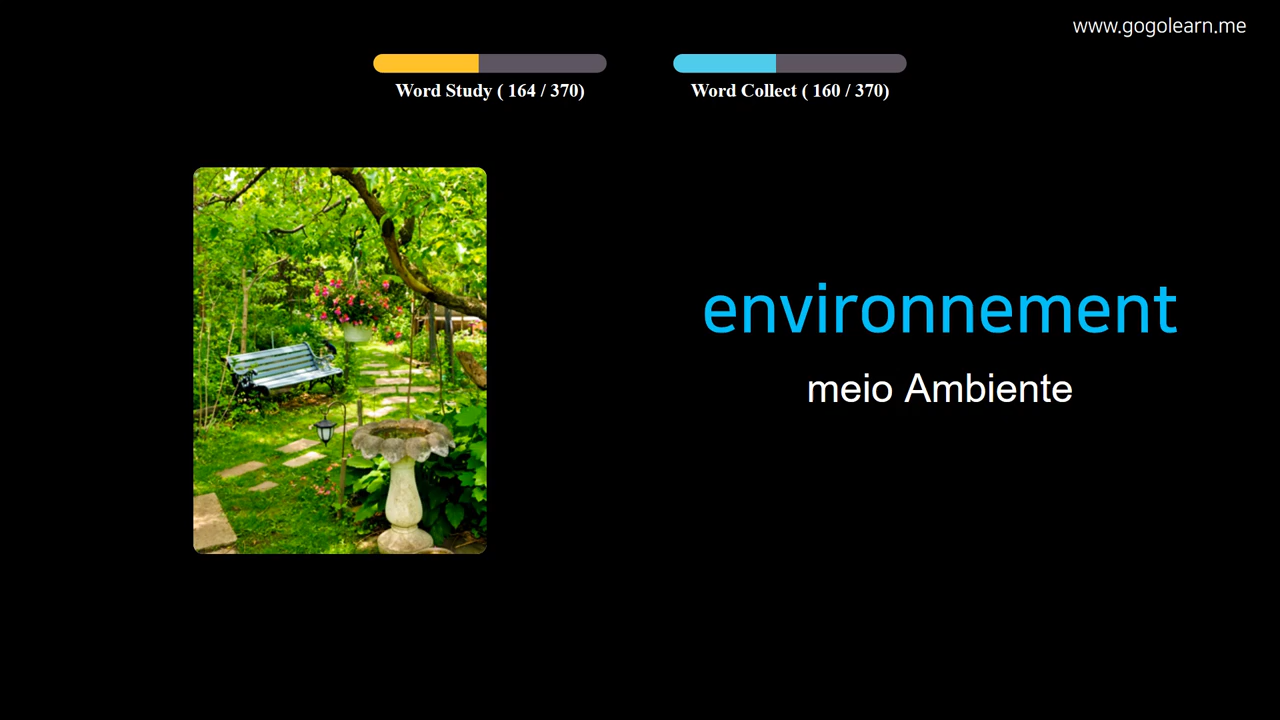 www.gogolearn.me
Word Study ( 164 / 370)
Word Collect ( 160 / 370)
environnement
meio Ambiente